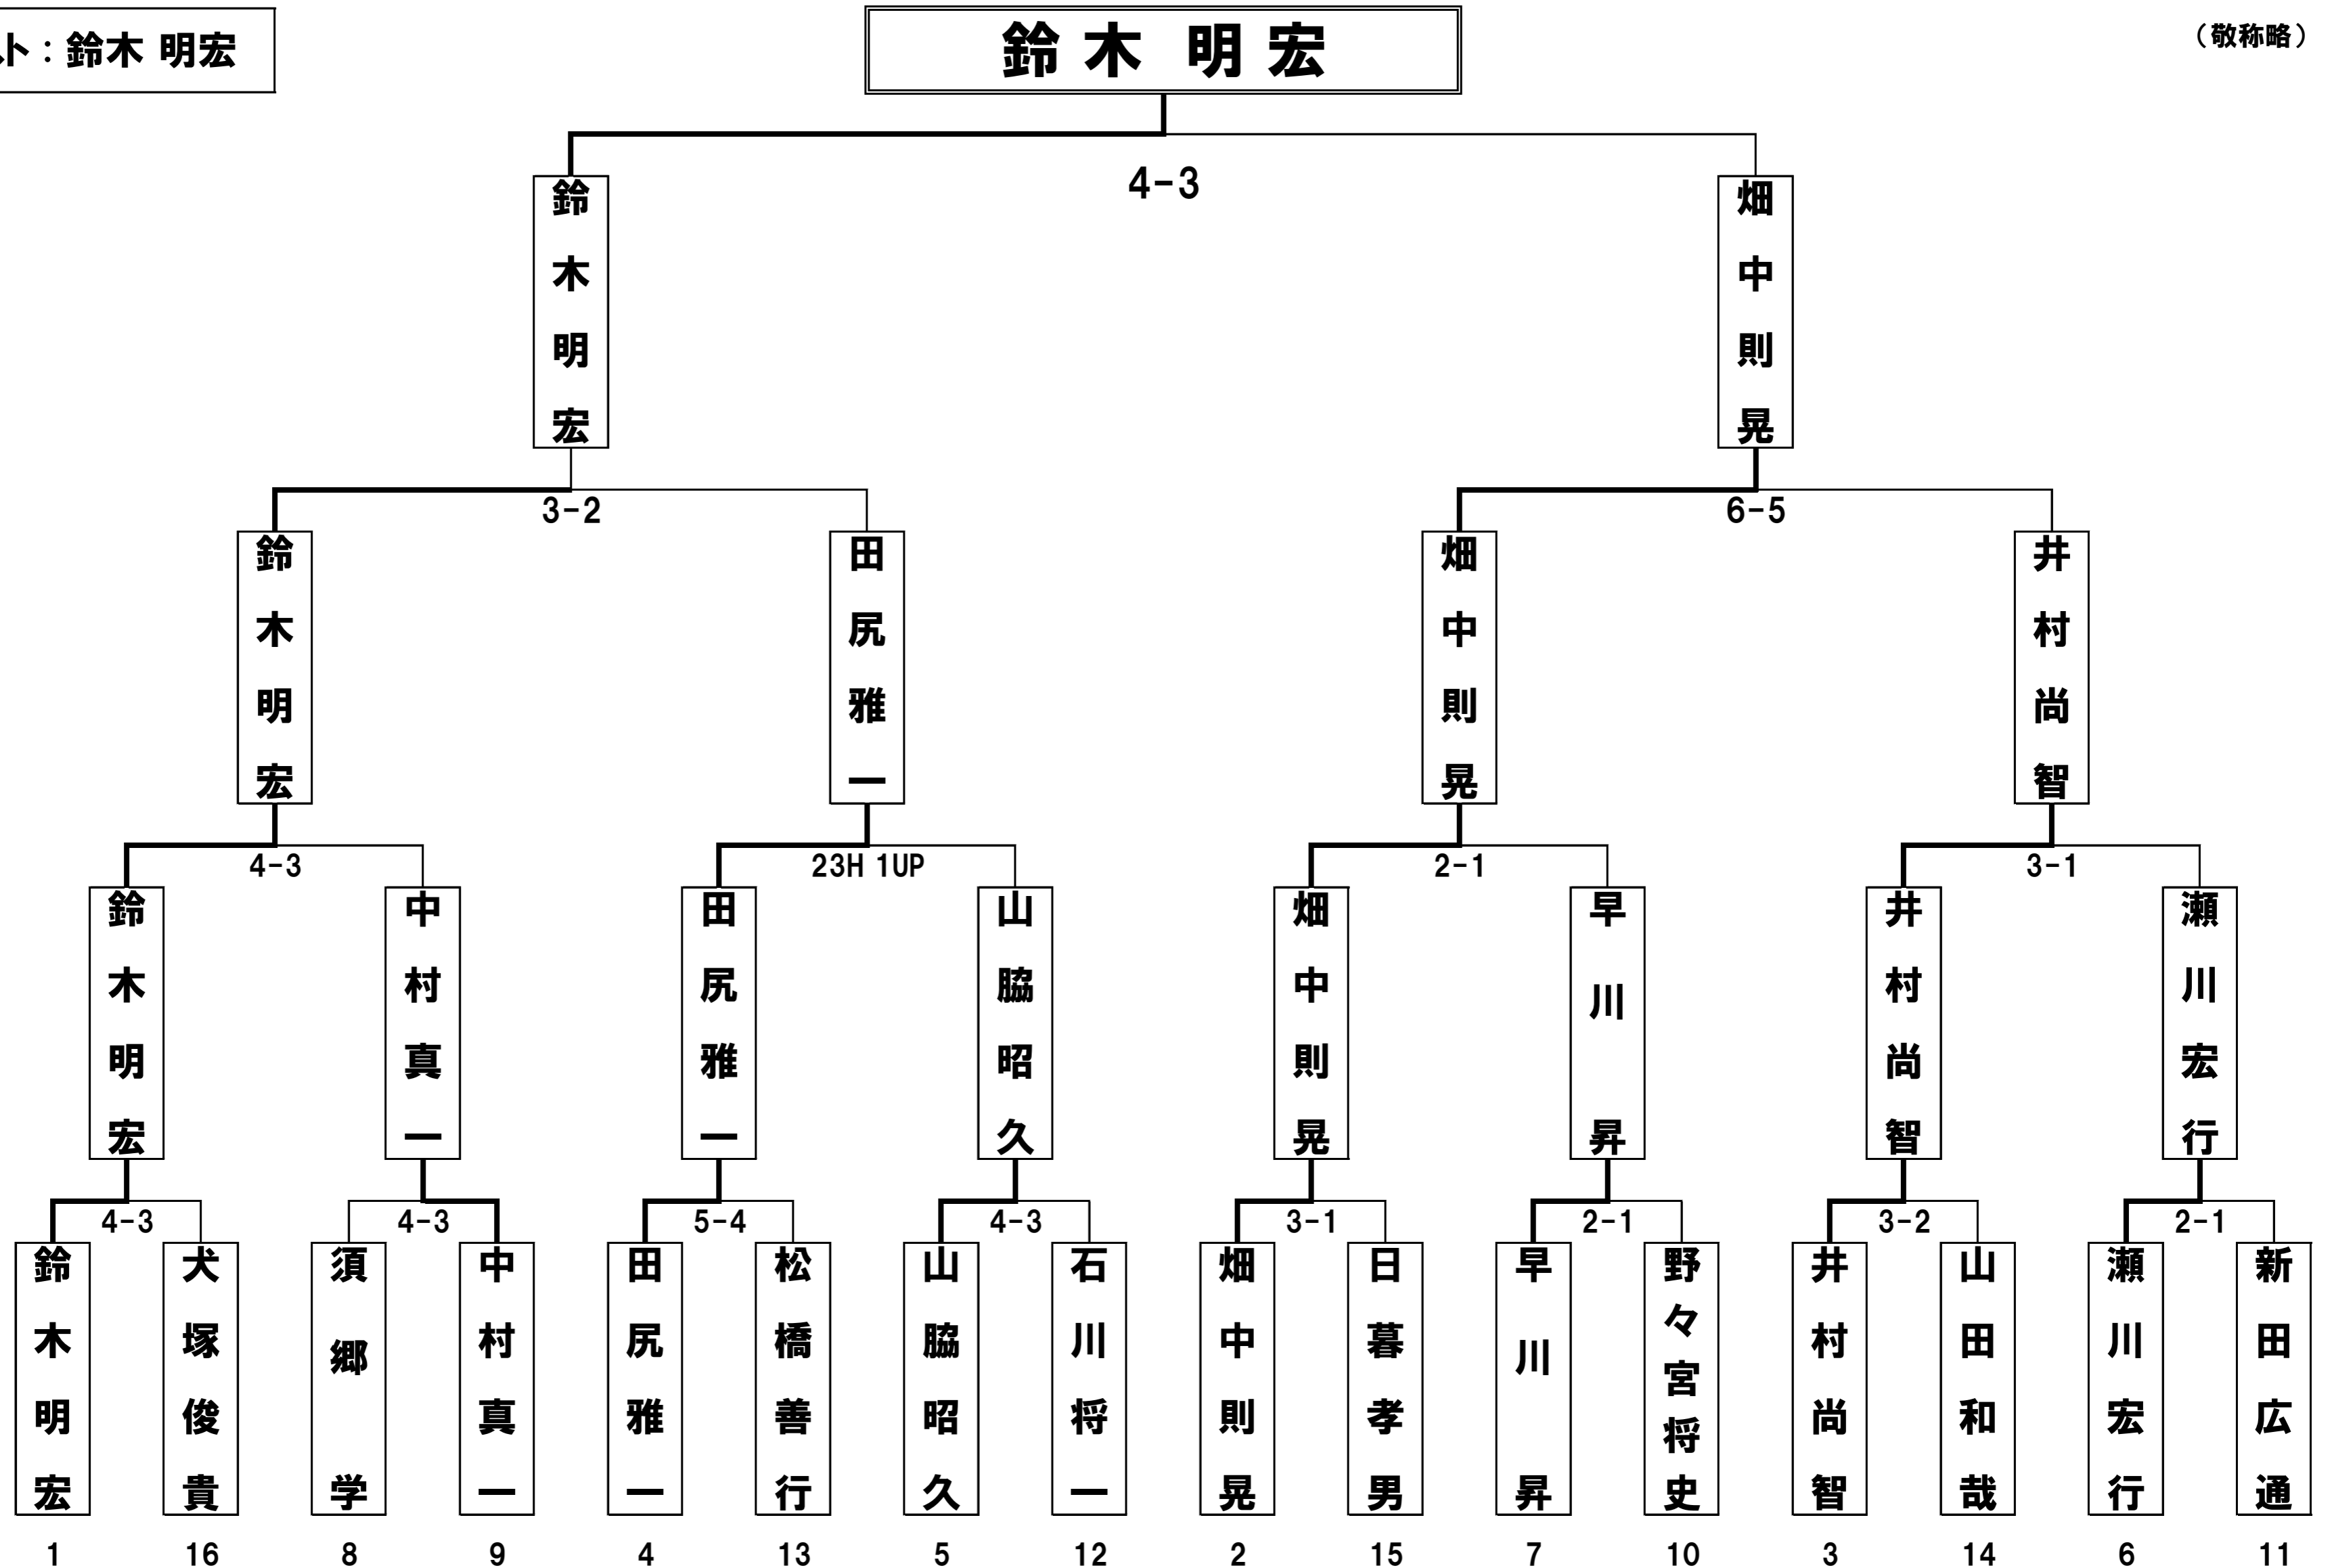 ト：鈴木 明宏
鈴木 明宏
（敬称略）
4-3
鈴木明宏
畑中則晃
3-2
6-5
鈴木明宏
田尻雅一
畑中則晃
井村尚智
4-3
23H 1UP
2-1
3-1
鈴木明宏
中村真一
田尻雅一
山脇昭久
畑中則晃
早川昇
井村尚智
瀬川宏行
4-3
4-3
5-4
4-3
3-1
2-1
3-2
2-1
鈴木明宏
犬塚俊貴
須郷学
中村真一
田尻雅一
松橋善行
山脇昭久
石川将一
畑中則晃
日暮孝男
早川昇
野々宮将史
井村尚智
山田和哉
瀬川宏行
新田広通
1
16
8
9
4
13
5
12
2
15
7
10
3
14
6
11